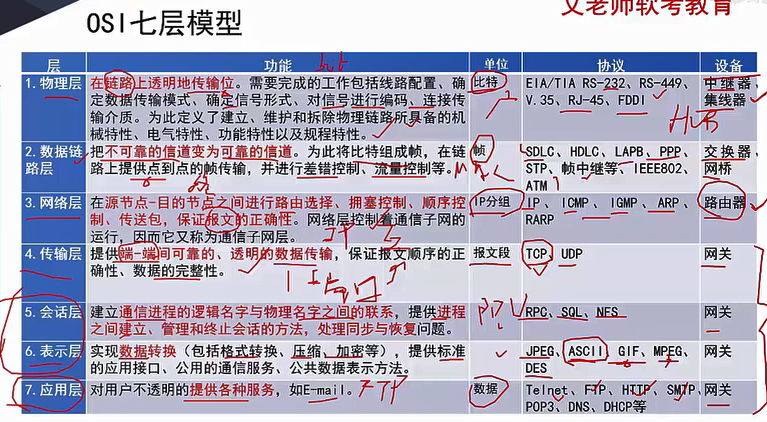 文老师软考教育
OSI七层模型
层 功能 单位 协议 设备
1. 物理层 在链路上透明地传输位。需要完成的工作包括线路配置、确 比特 EIA/TIA RS-232、RS-449、 中继器、
定数据传输模式、确定信号形式、对信号进行编码、连接传 V.35、RJ-45、FDDI 集线器
输介质。为此定义了建立、维护和拆除物理链路所具备的机
械特性、电气特性、功能特性以及规程特性。
HUB
2. 数据链 把不可靠的信道变为可靠的信道。为此将比特组成帧，在链 帧 SDLC、HDLC、LAPB、PPP、 交换器、
路层 路上提供点到点的帧传输，并进行差错控制、流量控制等。 STP、帧中继等、IEEE802、 网桥
ATM
3. 网络层 在源节点-目的节点之间进行路由选择、拥塞控制、顺序控 IP分组 IP、ICMP、IGMP、ARP、 路由器
制、传送包，保证报文的正确性。网络层控制着通信子网的 RARP
运行，因而它又称为通信子网层。
IP
4. 传输层 提供端-端间可靠的、透明的数据传输，保证报文顺序的正 报文段 TCP、UDP 网关
确性、数据的完整性。
5. 会话层 建立通信进程的逻辑名字与物理名字之间的联系，提供进程 RPC、SQL、NFS 网关
之间建立、管理和终止会话的方法，处理同步与恢复问题。
PDU
6. 表示层 实现数据转换（包括格式转换、压缩、加密等），提供标准 JPEG、ASCII、GIF、MPEG、 网关
的应用接口、公用的通信服务、公共数据表示方法。 DES
7. 应用层 对用户不透明的提供各种服务，如E-mail。 FTP 数据 Telnet、FTP、HTTP、SMTP、 网关
POP3、DNS、DHCP等